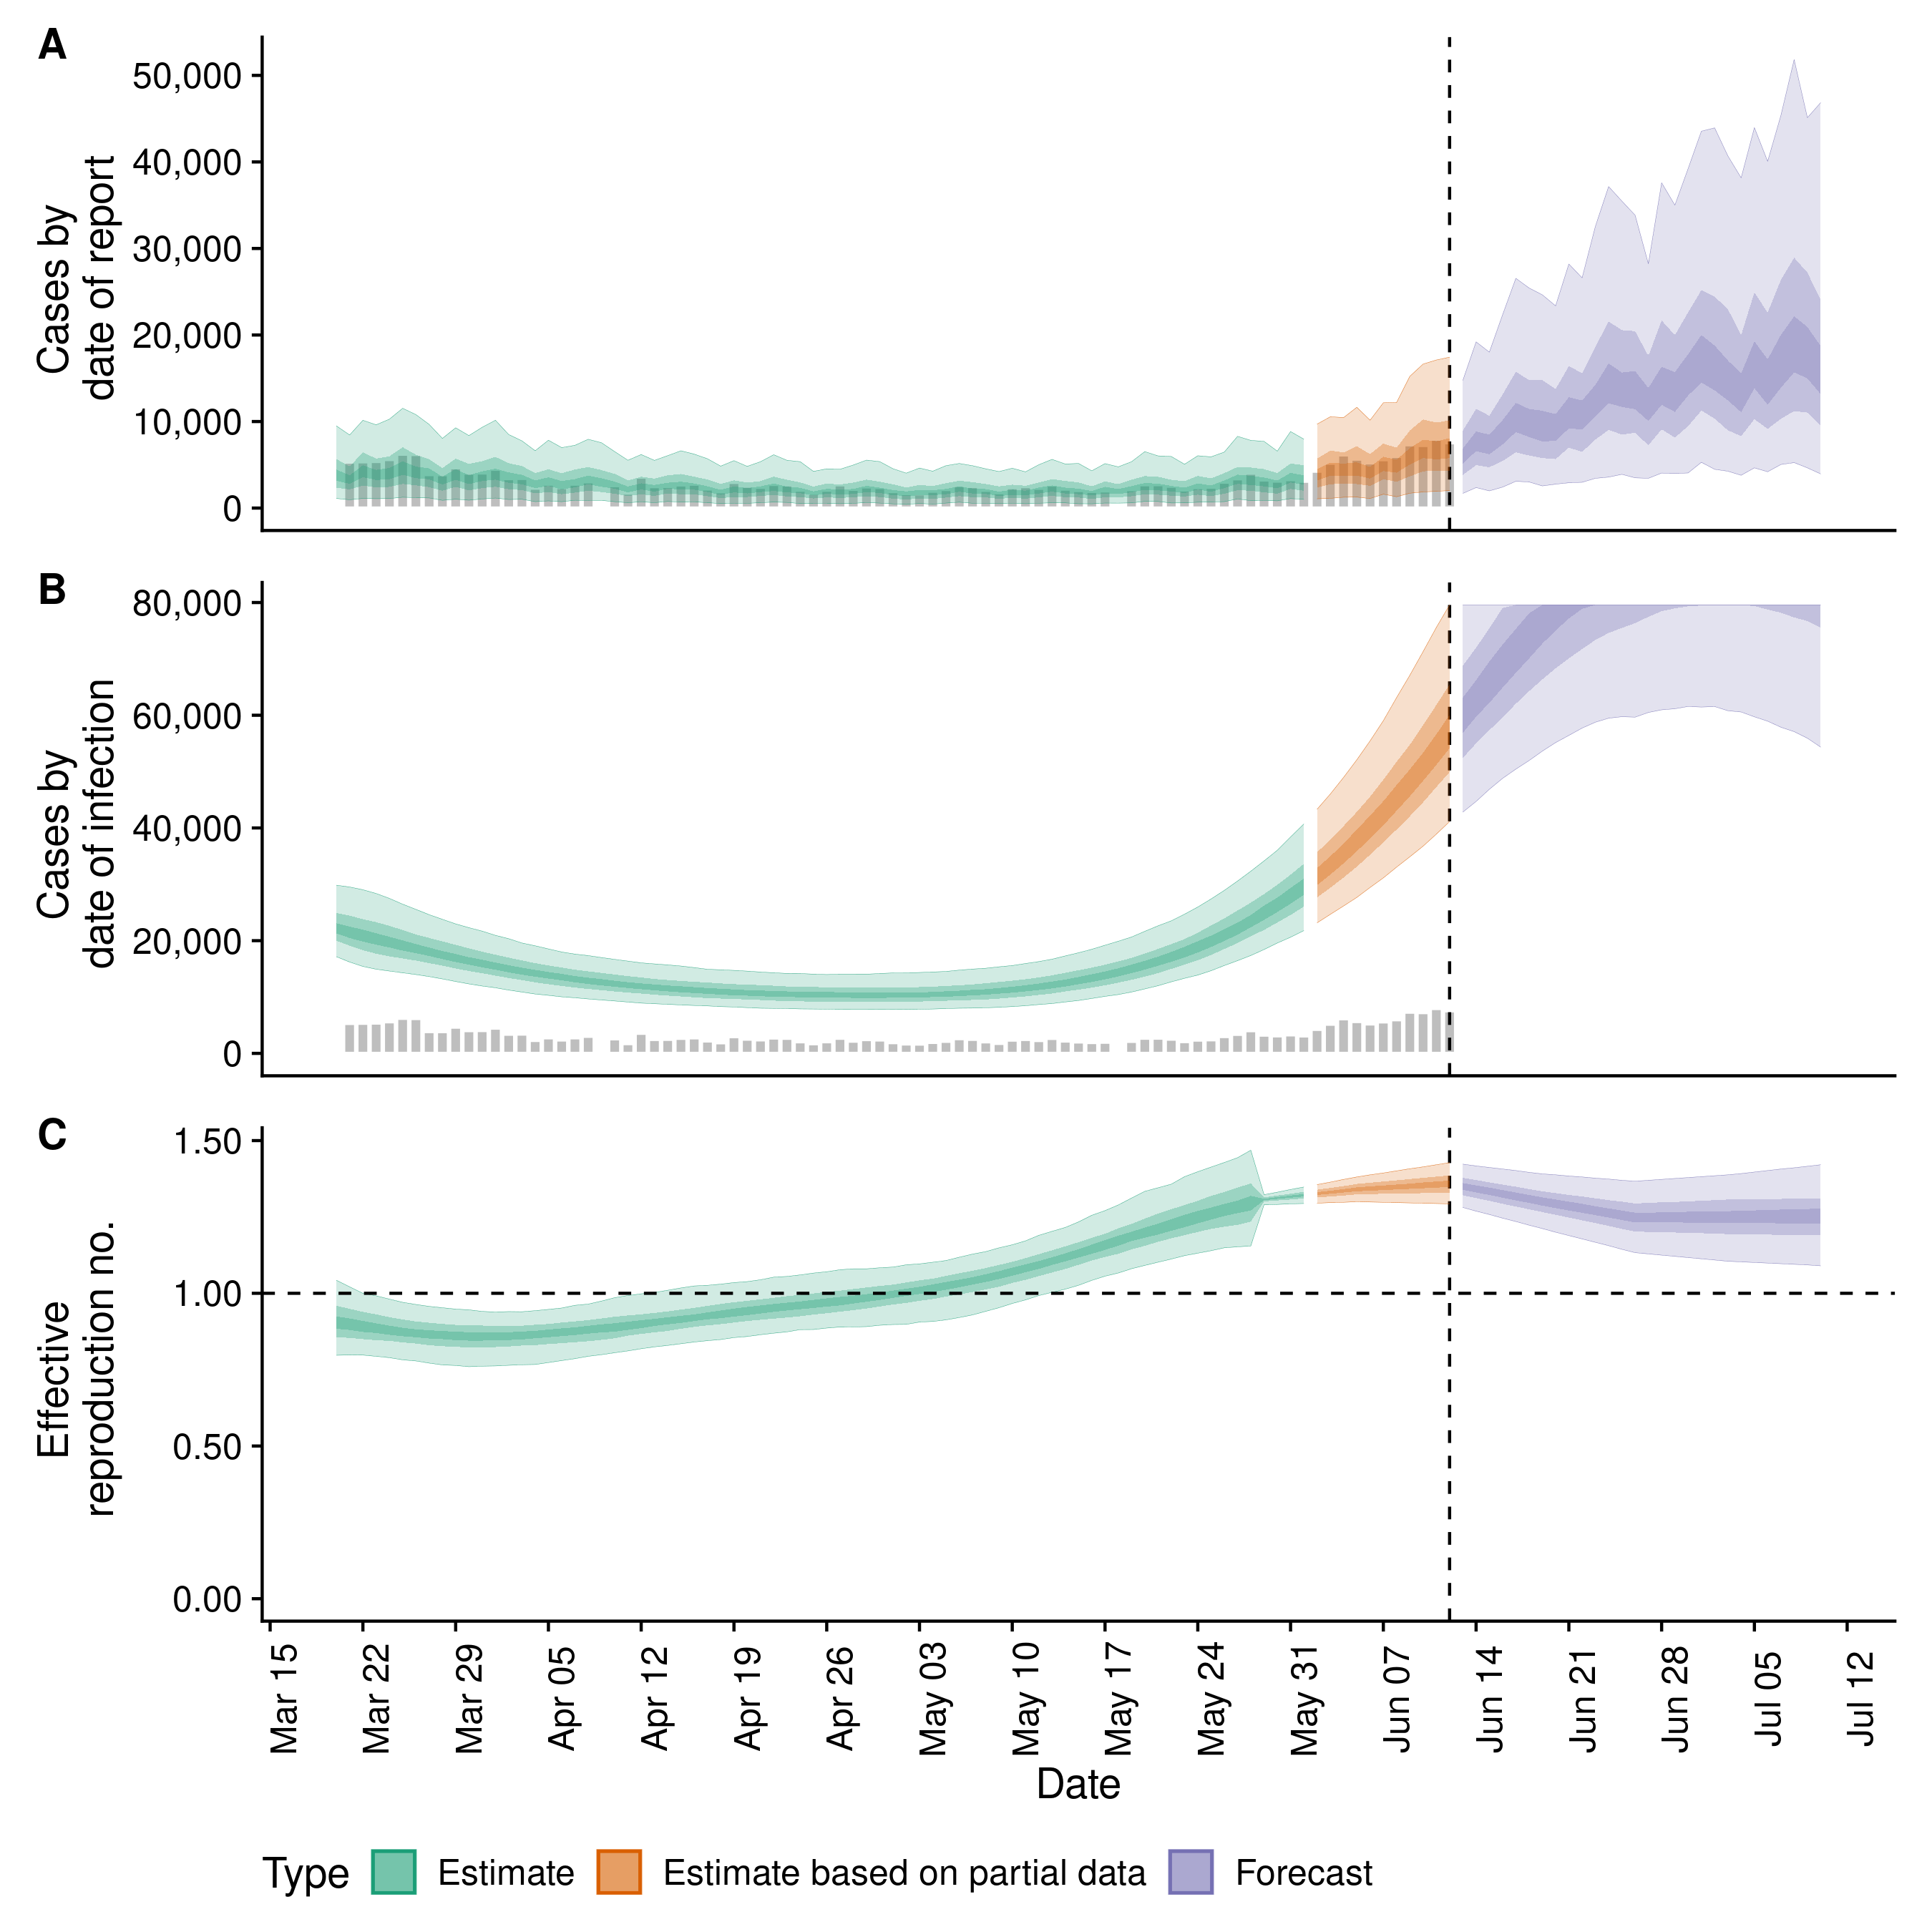 A
50,000
40,000
30,000
20,000
10,000
0
Cases by
date of report
B
80,000
60,000
40,000
20,000
0
Cases by
date of infection
C
1.50
1.00
0.50
0.00
Effective
reproduction no.
Mar 15
Mar 22
Mar 29
Apr 05
Apr 12
Apr 19
Apr 26
May 03
May 10
May 17
May 24
May 31
Jun 07
Jun 14
Jun 21
Jun 28
Jul 05
Jul 12
Date
Type Estimate Estimate based on partial data Forecast